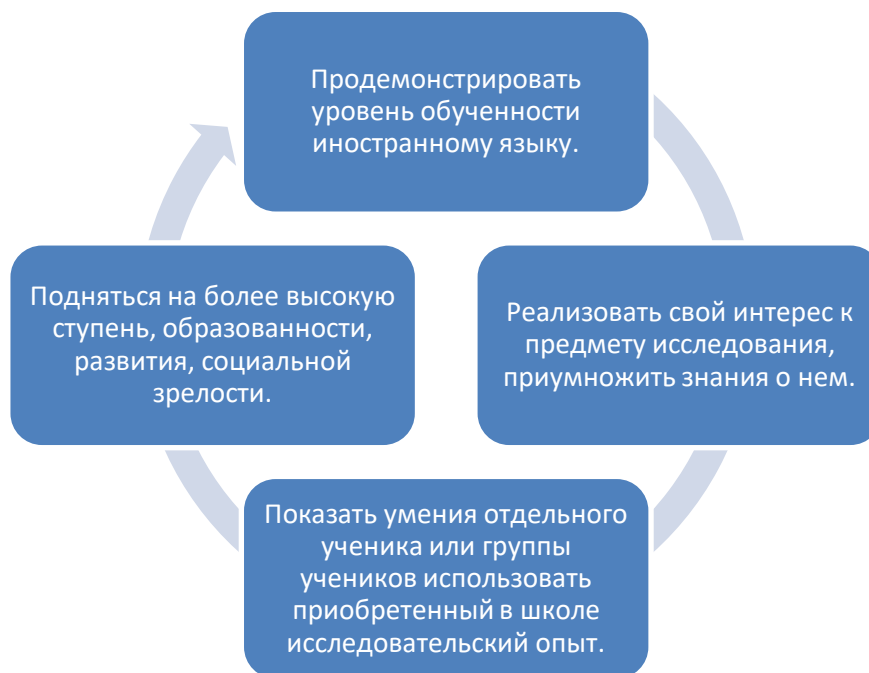 Продемонстрировать
уровень обученности
иностранному языку.
Реализовать свой интерес к
предмету исследования,
приумножить знания о нем.
Показать умения отдельного
ученика или группы
учеников использовать
приобретенный в школе
исследовательский опыт.
Подняться на более высокую
ступень, образованности,
развития, социальной
зрелости.